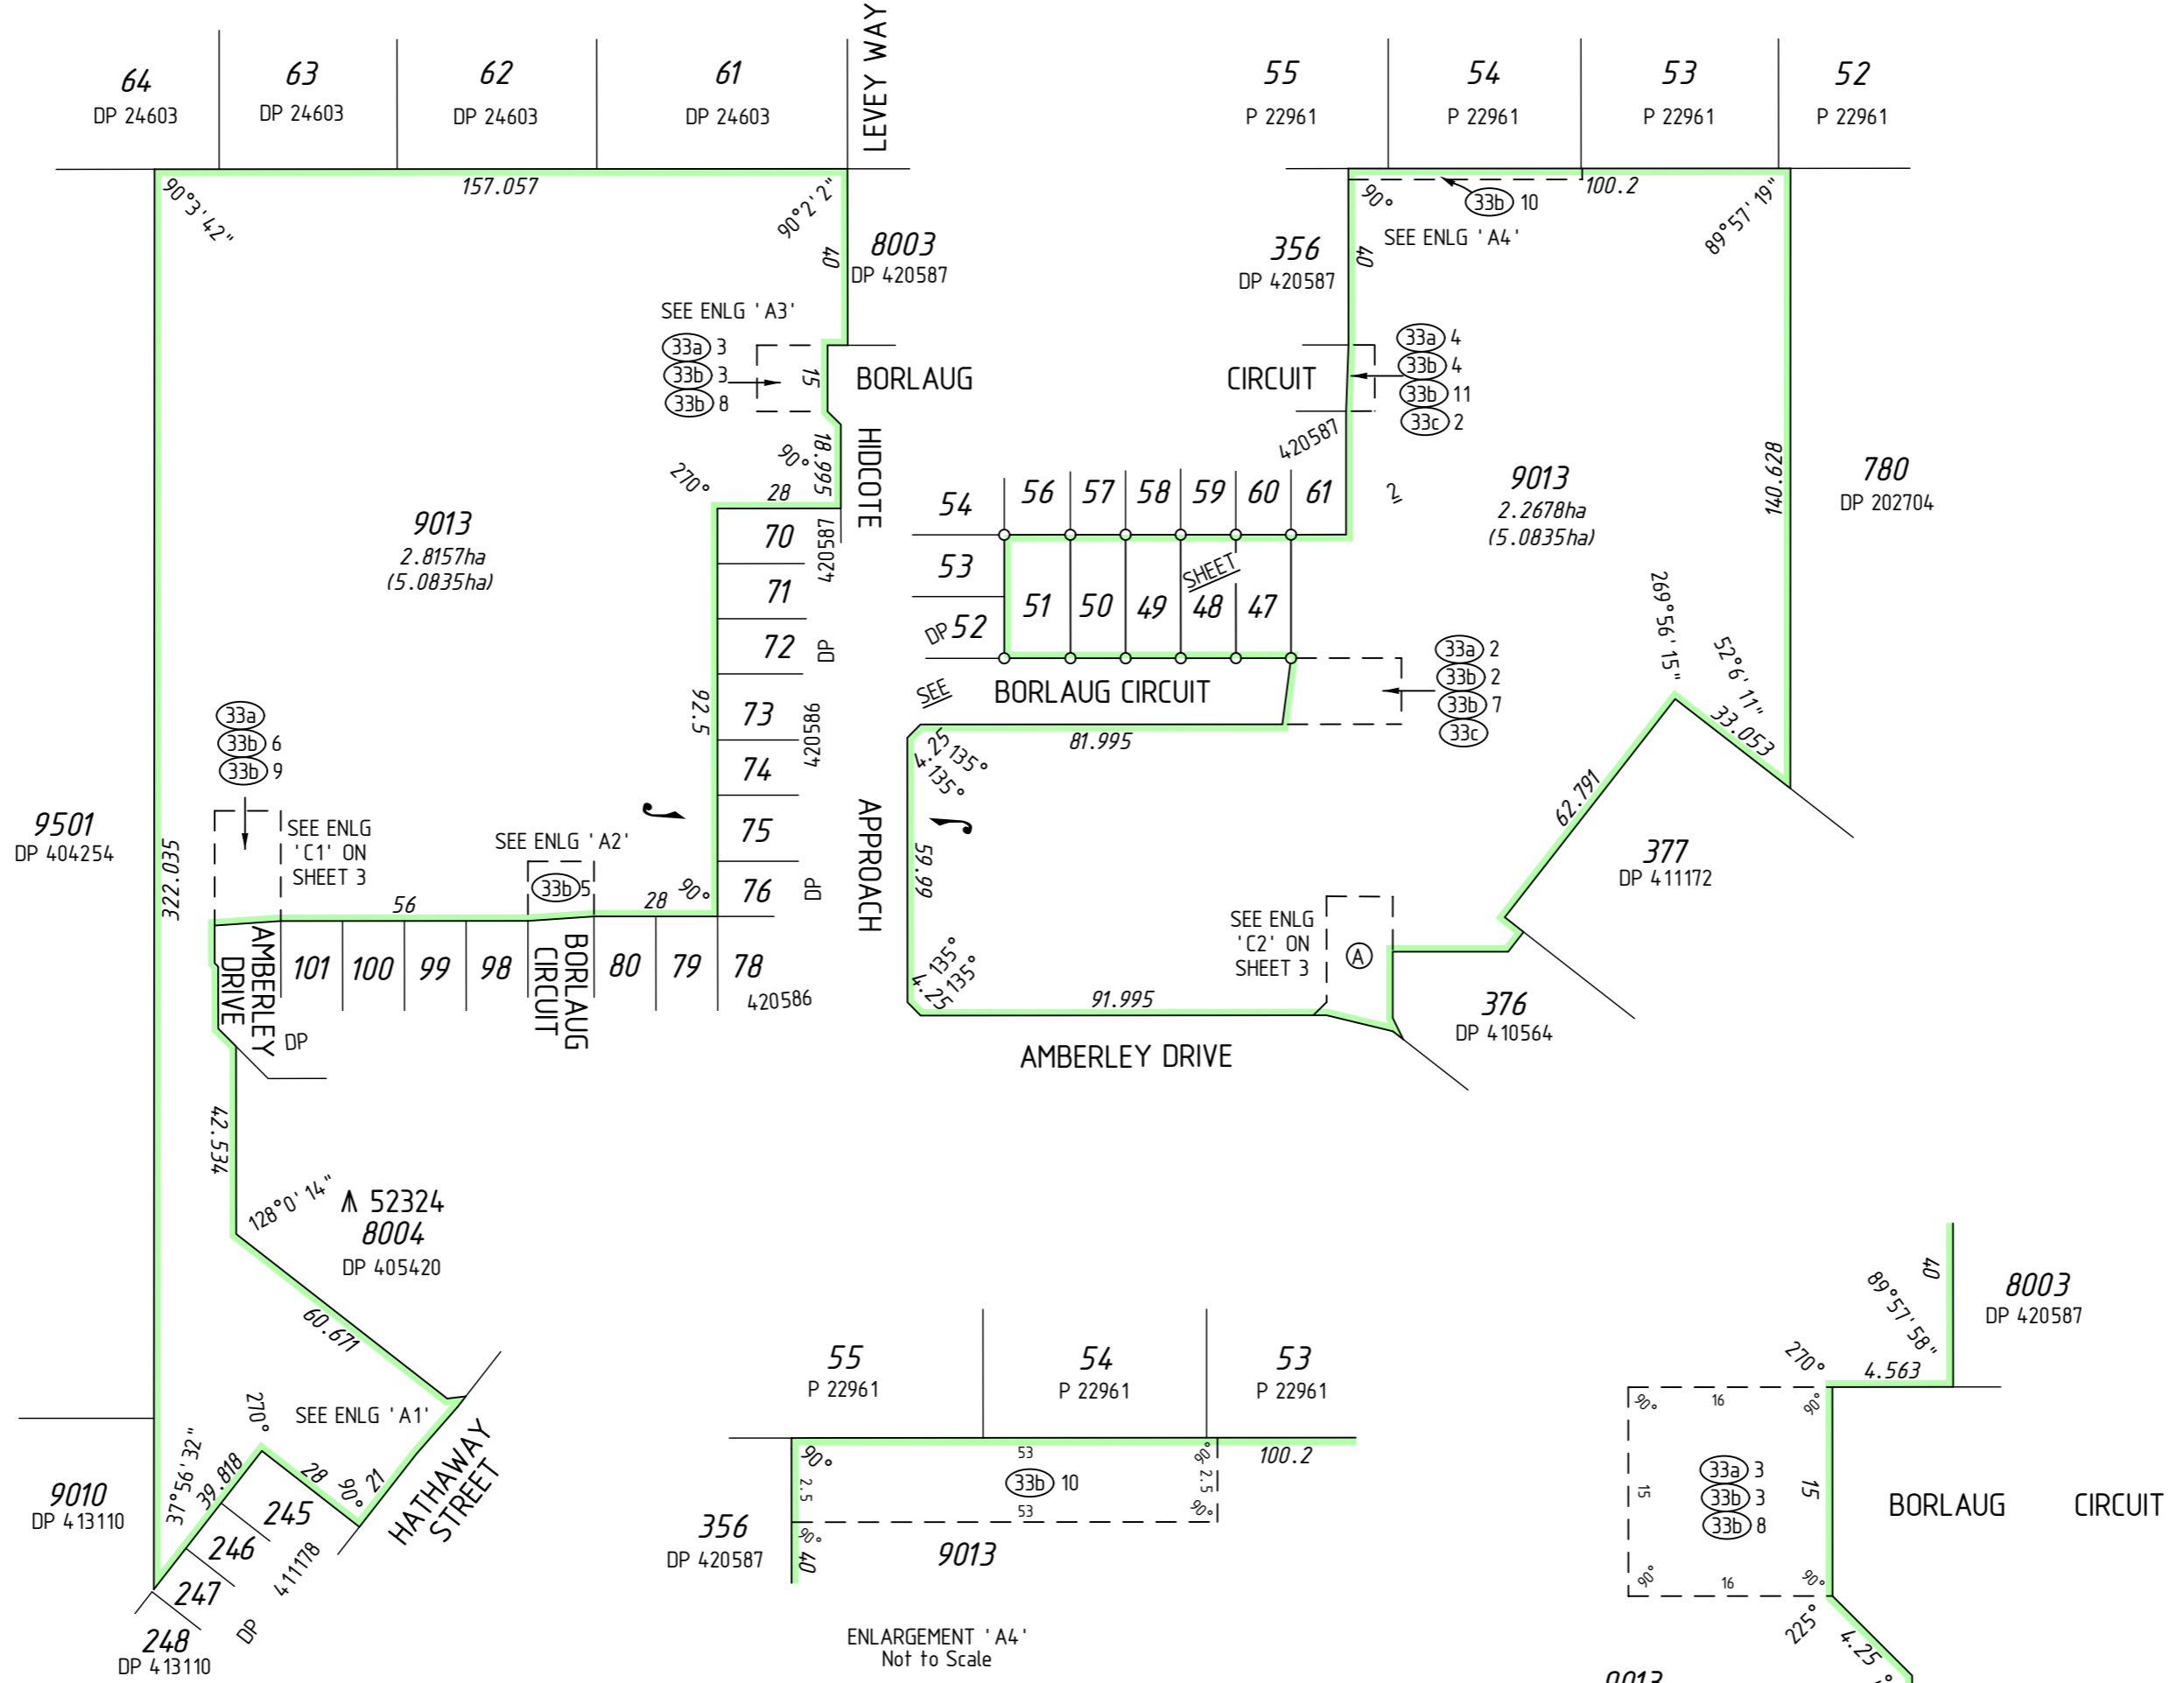 64
DP 24603
63
DP 24603
62
DP 24603
61
DP 24603
LEVEY WAY
55
P 22961
54
P 22961
53
P 22961
52
P 22961
90°3'42"
157.057
90°2'2"
40
8003
DP 420587
356
DP 420587
90°
40
33b 10
100.2
SEE ENLG 'A4'
89°57'19"
SEE ENLG 'A3'
33a 3
33b 3
33b 8
15
BORLAUG
CIRCUIT
33a 4
33b 4
33b 11
33c 2
18.995
90°
270°
28
HIDCOTE
420587
9013
2.8157ha
(5.0835ha)
9013
2.2678ha
(5.0835ha)
2
140.628
780
DP 202704
70
420587
71
72
DP
73
420586
74
75
76
DP
92.5
54
56
57
58
59
60
61
53
DP 52
51
50
49
48
47
SHEET
SEE
BORLAUG CIRCUIT
33a 2
33b 2
33b 7
33c
269°56'15"
52°6'11"
33.053
62.791
81.995
4.25
135°
135°
APPROACH
59.99
377
DP 411172
33a
33b 6
33b 9
9501
DP 404254
322.035
SEE ENLG
'C1' ON
SHEET 3
SEE ENLG 'A2'
33b 5
56
28
90°
AMBERLEY
DRIVE
101
100
99
98
BORLAUG
CIRCUIT
80
79
78
420586
DP
SEE ENLG
'C2' ON
SHEET 3
A
135°
135°
4.25
91.995
376
DP 410564
AMBERLEY DRIVE
42.534
128°0'14"
52324
8004
DP 405420
60.671
270°
SEE ENLG 'A1'
37°56'32"
39.818
28
90°
21
HATHAWAY
STREET
9010
DP 413110
245
246
247
411178
DP
248
DP 413110
55
P 22961
54
P 22961
53
P 22961
90°
53
90°
100.2
2.5
33b 10
2.5
53
90°
356
DP 420587
90°
40
9013
ENLARGEMENT 'A4'
Not to Scale
40
89°57'58"
8003
DP 420587
270°
4.563
90°
16
90°
33a 3
33b 3
33b 8
15
15
BORLAUG
CIRCUIT
90°
16
90°
225°
4.25
9013